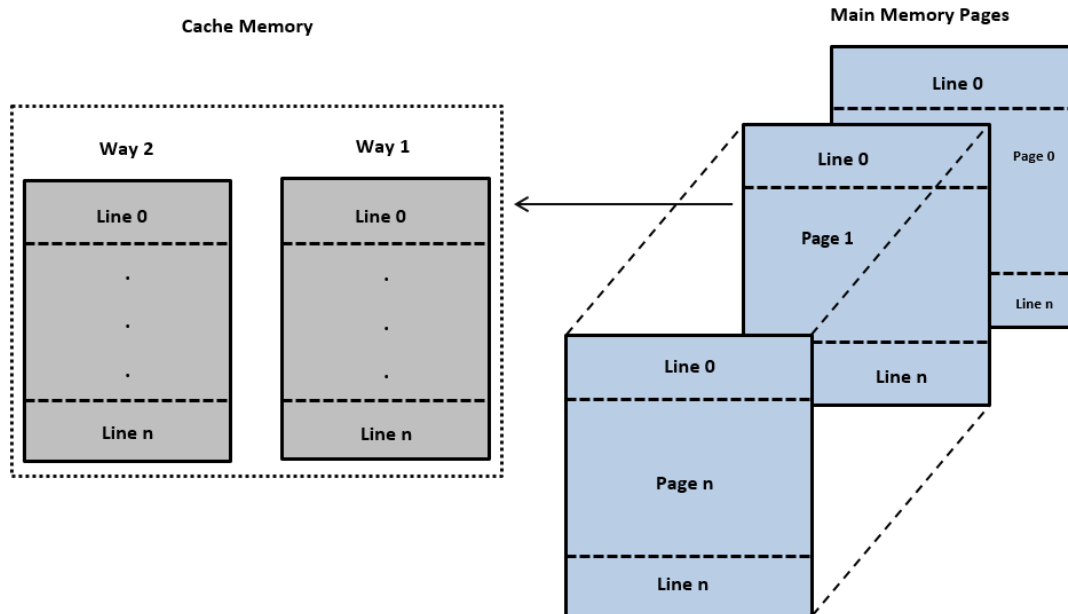 Cache Memory
Main Memory Pages
Way 2
Way 1
Line 0
.
.
.
Line n
Line 0
.
.
.
Line n
Line 0
Page 0
Line n
Line 0
Page 1
Line n
Line 0
Page n
Line n